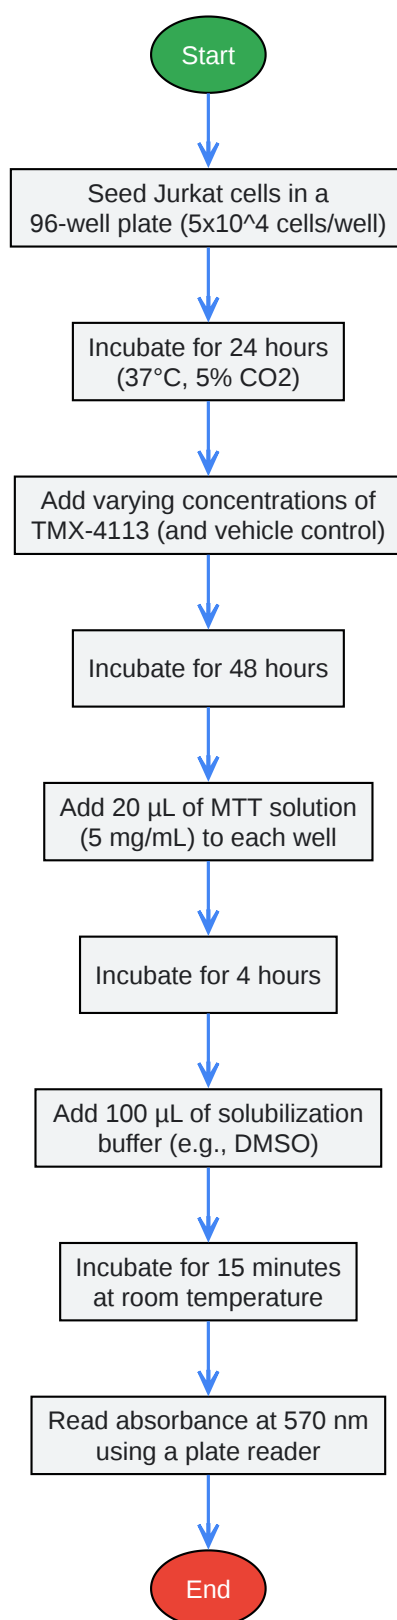 Start
Seed Jurkat cells in a
96-well plate (5x10^4 cells/well)
Incubate for 24 hours
(37°C, 5% CO2)
Add varying concentrations of
TMX-4113 (and vehicle control)
Incubate for 48 hours
Add 20 µL of MTT solution
(5 mg/mL) to each well
Incubate for 4 hours
Add 100 µL of solubilization
buffer (e.g., DMSO)
Incubate for 15 minutes
at room temperature
Read absorbance at 570 nm
using a plate reader
End